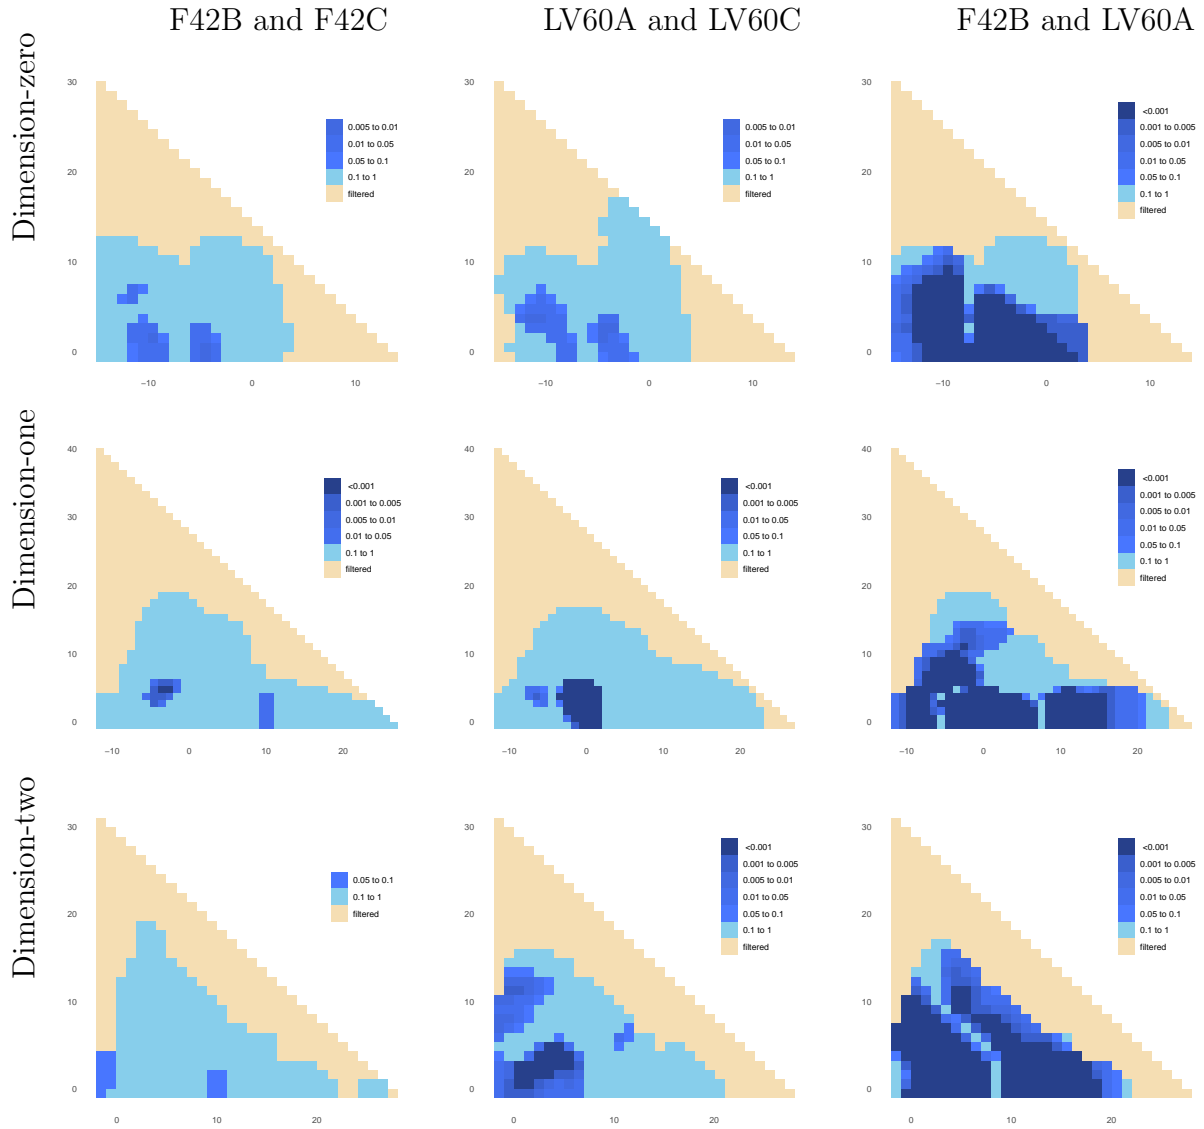 F42B and F42C
LV60A and LV60C
F42B and LV60A
Dimension-zero
30
20
10
0
−10
0
10
0.005 to 0.01
0.01 to 0.05
0.05 to 0.1
0.1 to 1
filtered
30
20
10
0
−10
0
10
0.005 to 0.01
0.01 to 0.05
0.05 to 0.1
0.1 to 1
filtered
30
20
10
0
−10
0
10
<0.001
0.001 to 0.005
0.005 to 0.01
0.01 to 0.05
0.05 to 0.1
0.1 to 1
filtered
Dimension-one
40
30
20
10
0
−10
0
10
20
<0.001
0.001 to 0.005
0.005 to 0.01
0.01 to 0.05
0.1 to 1
filtered
40
30
20
10
0
−10
0
10
20
<0.001
0.001 to 0.005
0.01 to 0.05
0.05 to 0.1
0.1 to 1
filtered
40
30
20
10
0
−10
0
10
20
<0.001
0.001 to 0.005
0.005 to 0.01
0.01 to 0.05
0.05 to 0.1
0.1 to 1
filtered
Dimension-two
30
20
10
0
0
10
20
0.05 to 0.1
0.1 to 1
filtered
30
20
10
0
0
10
20
<0.001
0.001 to 0.005
0.005 to 0.01
0.01 to 0.05
0.05 to 0.1
0.1 to 1
filtered
30
20
10
0
0
10
20
<0.001
0.001 to 0.005
0.005 to 0.01
0.01 to 0.05
0.05 to 0.1
0.1 to 1
filtered